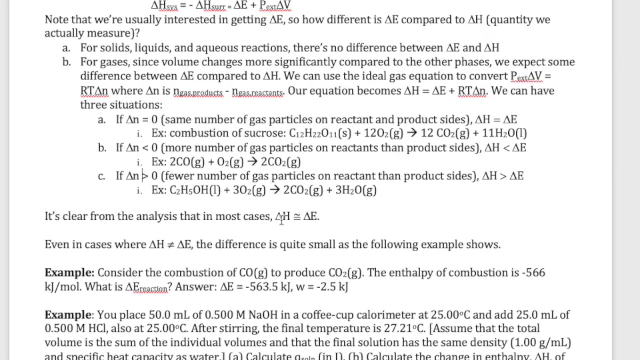 ΔHsys = - ΔHsurr = ΔE + PextΔV
Note that we're usually interested in getting ΔE, so how different is ΔE compared to ΔH (quantity we
actually measure)?
a. For solids, liquids, and aqueous reactions, there's no difference between ΔE and ΔH
b. For gases, since volume changes more significantly compared to the other phases, we expect some
difference between ΔE compared to ΔH. We can use the ideal gas equation to convert PextΔV =
RTΔn where Δn is ngas,products - ngas,reactants. Our equation becomes ΔH = ΔE + RTΔn. We can have
three situations:
a. If Δn = 0 (same number of gas particles on reactant and product sides), ΔH = ΔE
i. Ex: combustion of sucrose: C₁₂H₂₂O₁₁(s) + 12O₂(g) → 12 CO₂(g) + 11H₂O(l)
b. If Δn < 0 (more number of gas particles on reactants than product sides), ΔH < ΔE
i. Ex: 2CO(g) + O₂(g) → 2CO₂(g)
c. If Δn > 0 (fewer number of gas particles on reactant than product sides), ΔH > ΔE
i. Ex: C₂H₅OH(l) + 3O₂(g) → 2CO₂(g) + 3H₂O(g)
It's clear from the analysis that in most cases, ΔH ≅ ΔE.
Even in cases where ΔH ≠ ΔE, the difference is quite small as the following example shows.
Example: Consider the combustion of CO(g) to produce CO₂(g). The enthalpy of combustion is -566
kJ/mol. What is ΔEreaction? Answer: ΔE = -563.5 kJ, w = -2.5 kJ
Example: You place 50.0 mL of 0.500 M NaOH in a coffee-cup calorimeter at 25.00°C and add 25.0 mL of
0.500 M HCl, also at 25.00°C. After stirring, the final temperature is 27.21°C. [Assume that the total
volume is the sum of the individual volumes and that the final solution has the same density (1.00 g/mL)
and specific heat capacity as water.] (a) Calculate qsoln (in J). (b) Calculate the change in enthalpy, ΔH, of